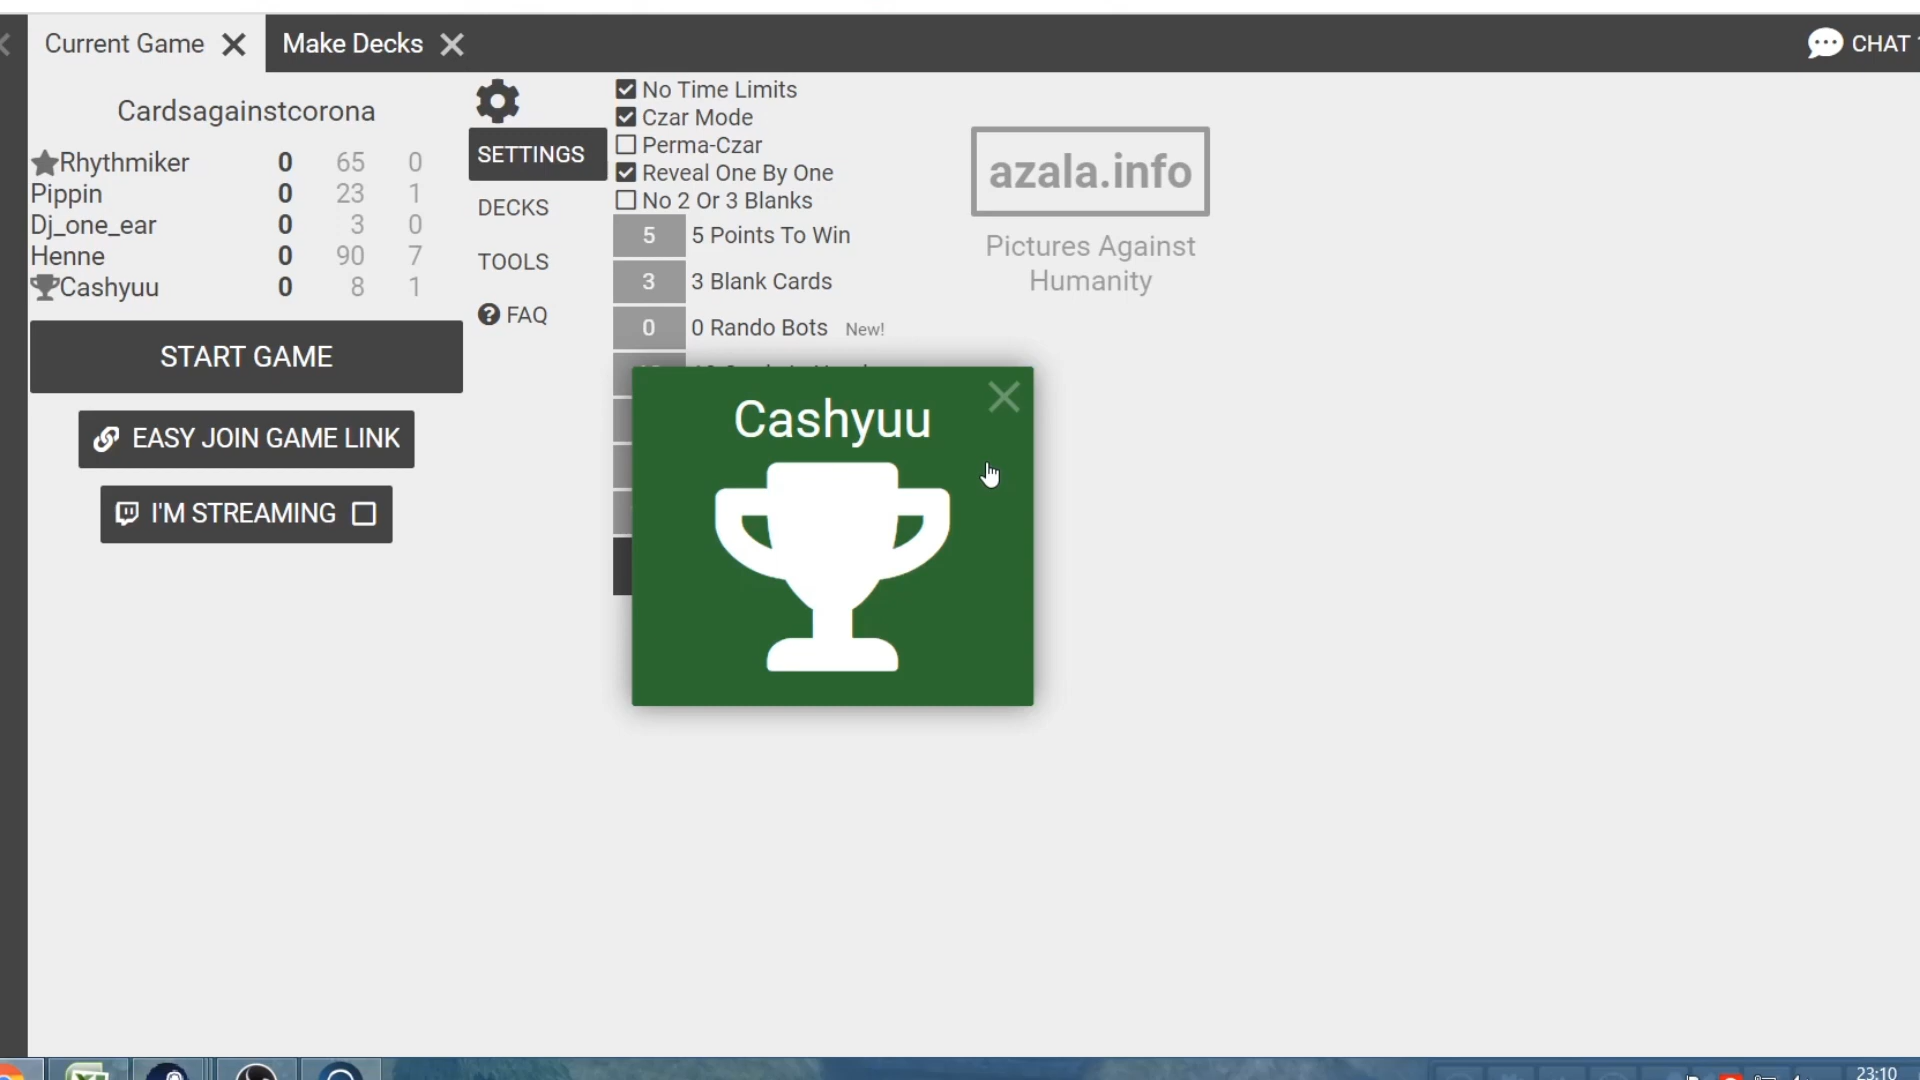 Current Game
Make Decks
CHAT
Cardsagainstcorona
Rhythmiker 0 65 0
Pippin 0 23 1
Dj_one_ear 0 3 0
Henne 0 90 7
Cashyuu 0 8 1
START GAME
EASY JOIN GAME LINK
I'M STREAMING
SETTINGS
DECKS
TOOLS
? FAQ
No Time Limits
Czar Mode
Perma-Czar
Reveal One By One
No 2 Or 3 Blanks
5 5 Points To Win
3 3 Blank Cards
0 0 Rando Bots New!
azala.info
Pictures Against
Humanity
Cashyuu
23:10